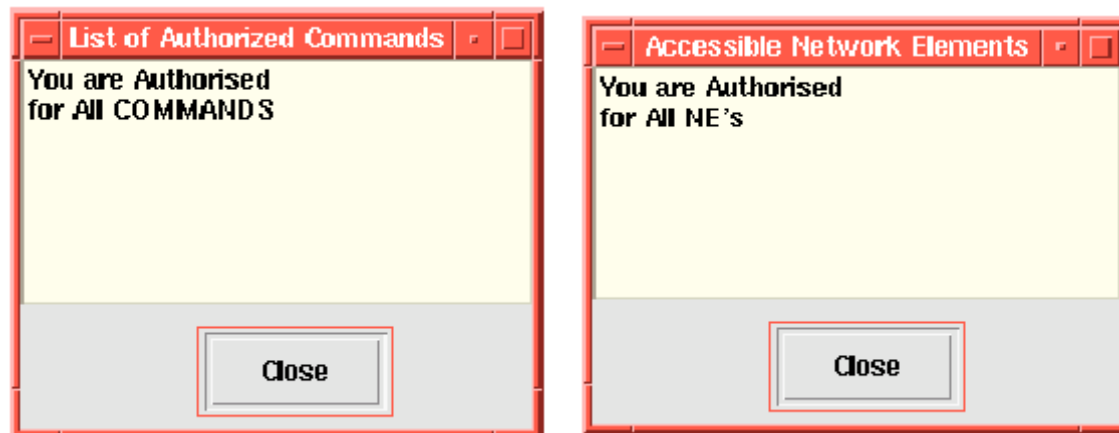 List of Authorized Commands
You are Authorised
for All COMMANDS
Close
Accessible Network Elements
You are Authorised
for All NE's
Close